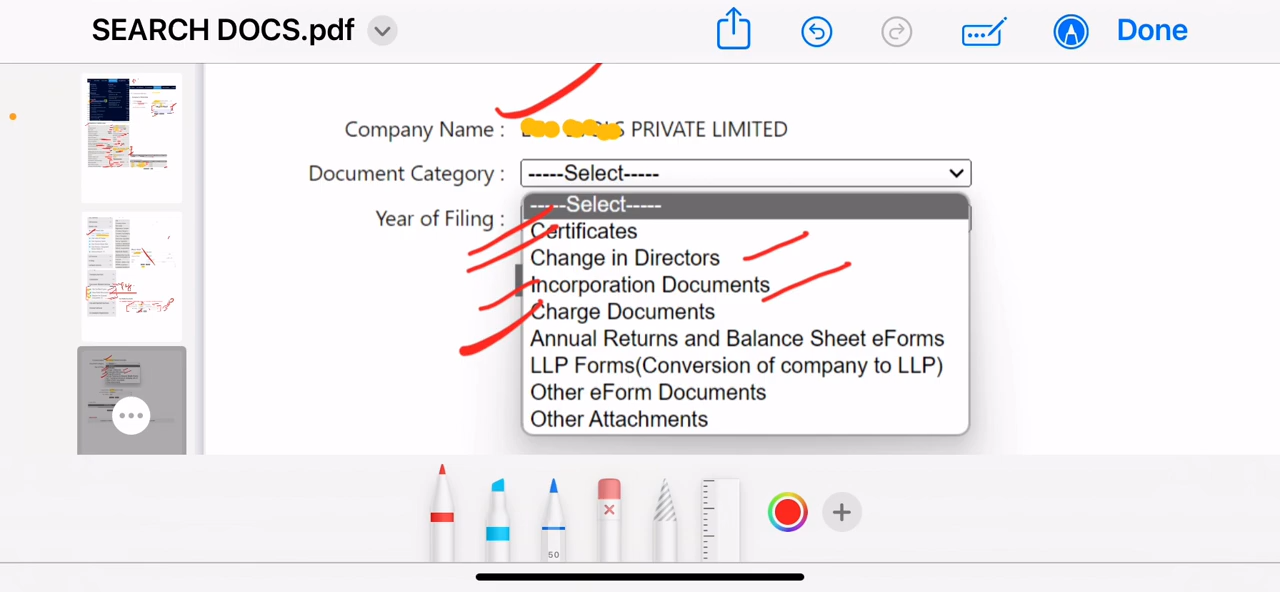 SEARCH DOCS.pdf
Done
Company Name : PRIVATE LIMITED
Document Category : -----Select-----
-----Select-----
Year of Filing :
Certificates
Change in Directors
Incorporation Documents
Charge Documents
Annual Returns and Balance Sheet eForms
LLP Forms(Conversion of company to LLP)
Other eForm Documents
Other Attachments
50